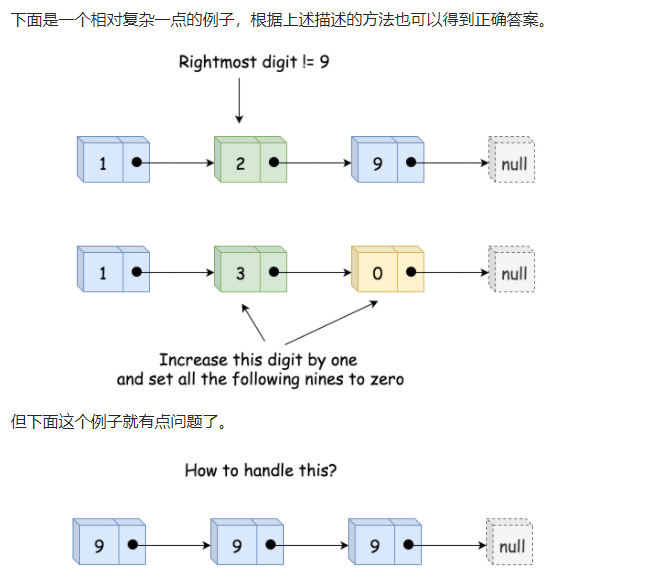 下面是一个相对复杂一点的例子，根据上述描述的方法也可以得到正确答案。
Rightmost digit != 9
1 2 9 null
1 3 0 null
Increase this digit by one
and set all the following nines to zero
但下面这个例子就有点问题了。
How to handle this?
9 9 9 null